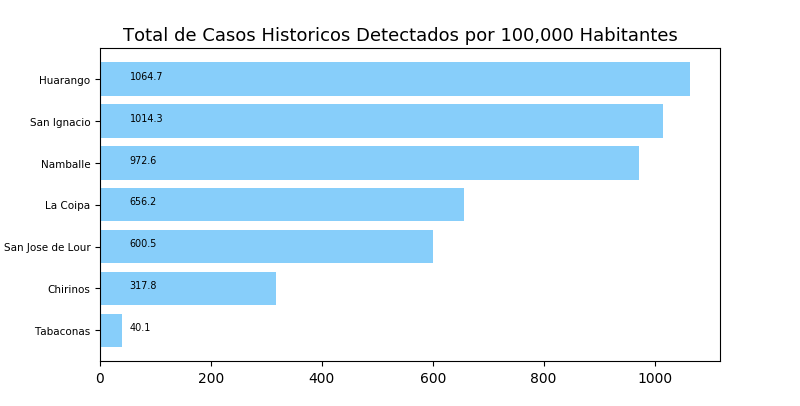 Total de Casos Historicos Detectados por 100,000 Habitantes
Huarango 1064.7
San Ignacio 1014.3
Namballe 972.6
La Coipa 656.2
San Jose de Lour 600.5
Chirinos 317.8
Tabaconas 40.1
0 200 400 600 800 1000